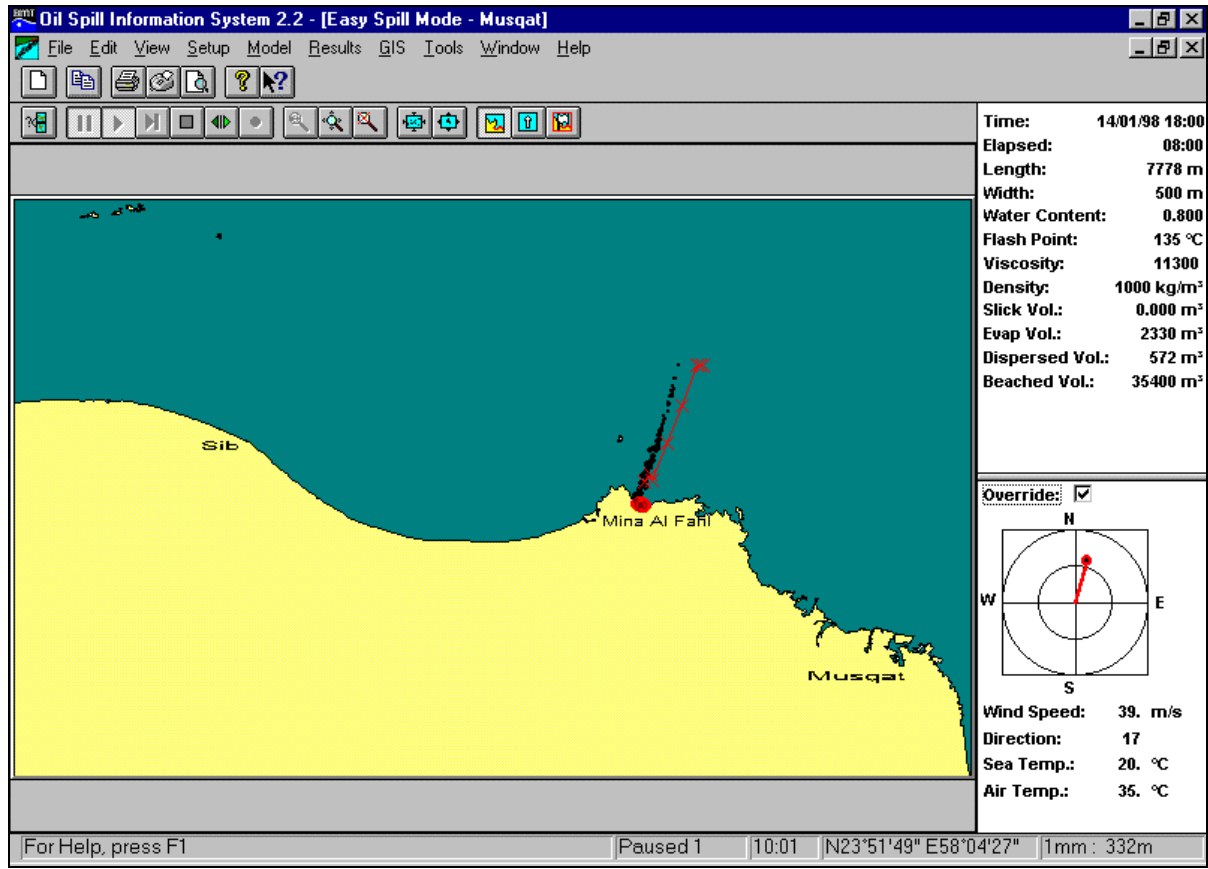 BMT Oil Spill Information System 2.2 - [Easy Spill Mode - Musqat]
File Edit View Setup Model Results GIS Tools Window Help
Time: 14/01/98 18:00
Elapsed: 08:00
Length: 7778 m
Width: 500 m
Water Content: 0.800
Flash Point: 135 °C
Viscosity: 11300
Density: 1000 kg/m³
Slick Vol.: 0.000 m³
Evap Vol.: 2330 m³
Dispersed Vol.: 572 m³
Beached Vol.: 35400 m³
Sib
Mina Al Fahl
Musqat
Override:
N
W
E
S
Wind Speed: 39. m/s
Direction: 17
Sea Temp.: 20. °C
Air Temp.: 35. °C
For Help, press F1 Paused 1 10:01 N23°51'49" E58°04'27" 1mm : 332m